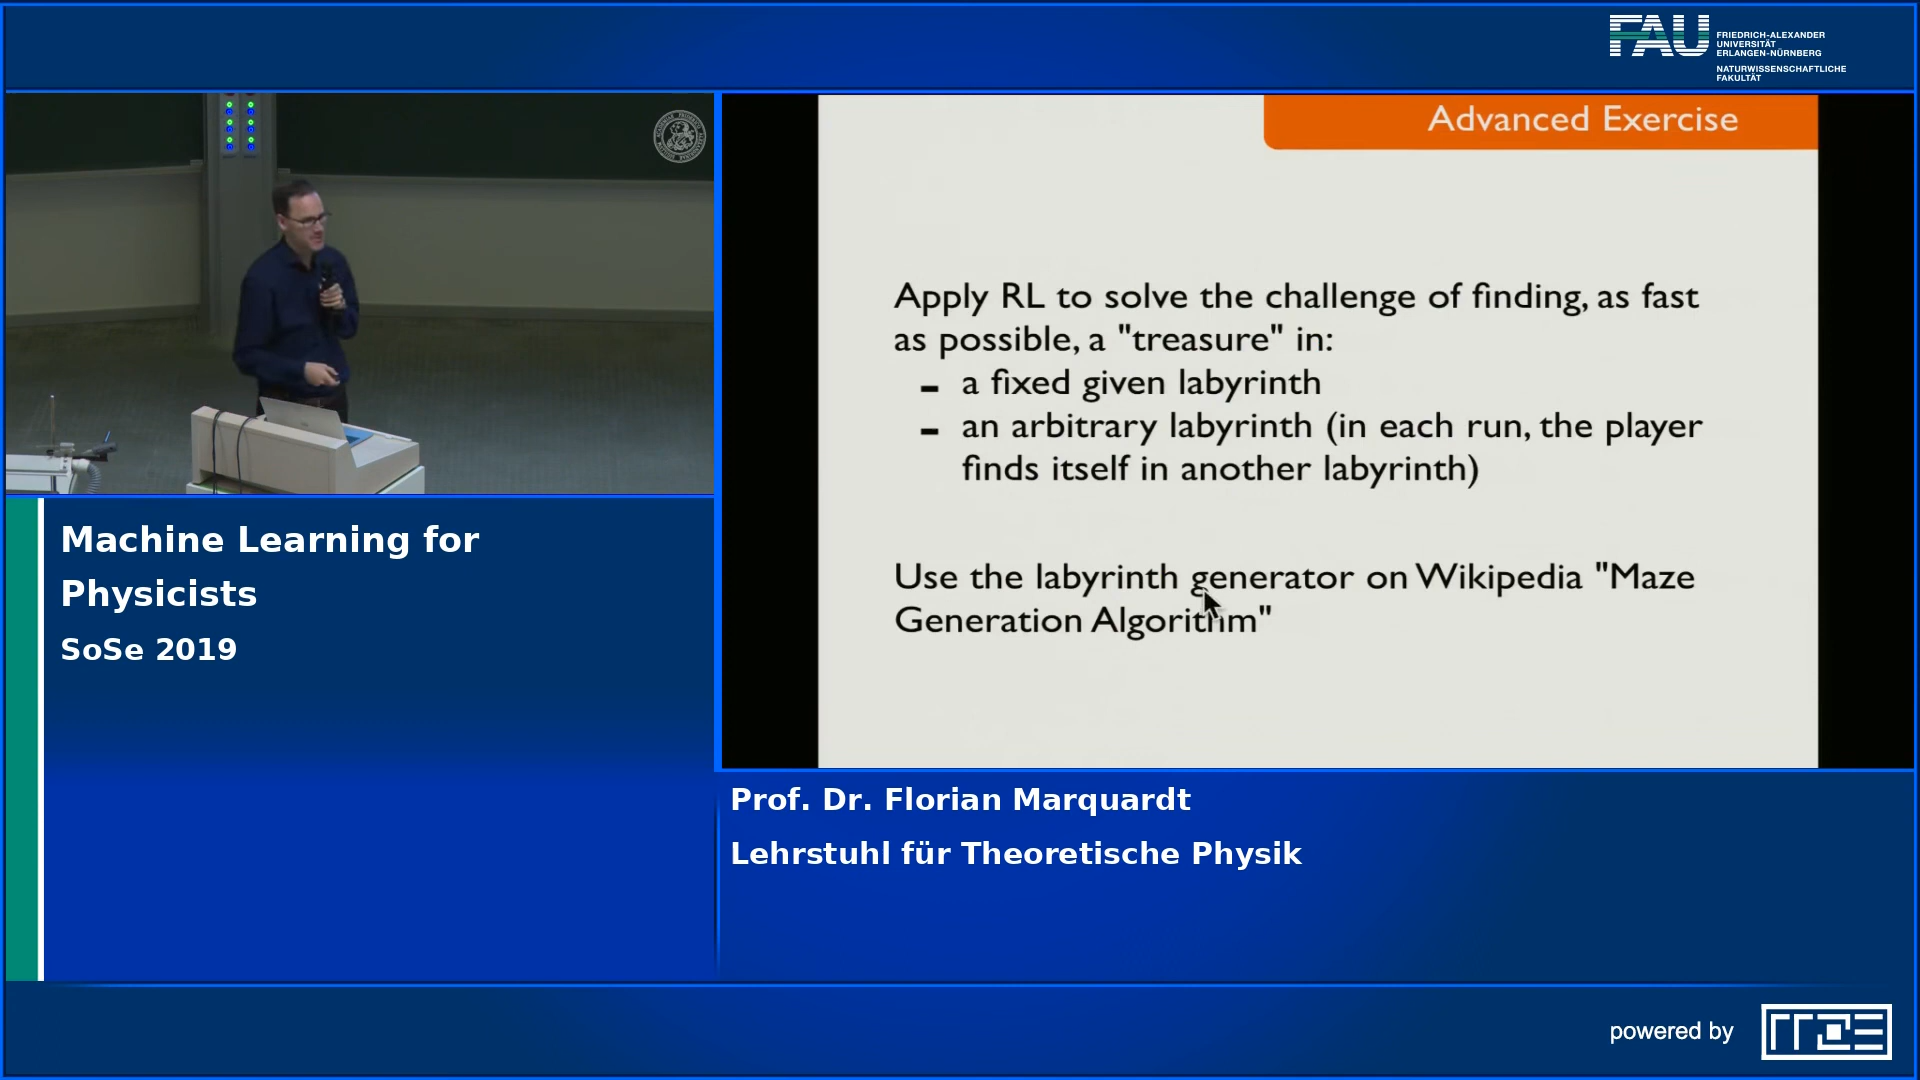 FAU
FRIEDRICH-ALEXANDER
UNIVERSITÄT
ERLANGEN-NÜRNBERG
NATURWISSENSCHAFTLICHE
FAKULTÄT
Advanced Exercise
Apply RL to solve the challenge of finding, as fast
as possible, a "treasure" in:
- a fixed given labyrinth
- an arbitrary labyrinth (in each run, the player
finds itself in another labyrinth)
Use the labyrinth generator on Wikipedia "Maze
Generation Algorithm"
Machine Learning for
Physicists
SoSe 2019
Prof. Dr. Florian Marquardt
Lehrstuhl für Theoretische Physik
powered by